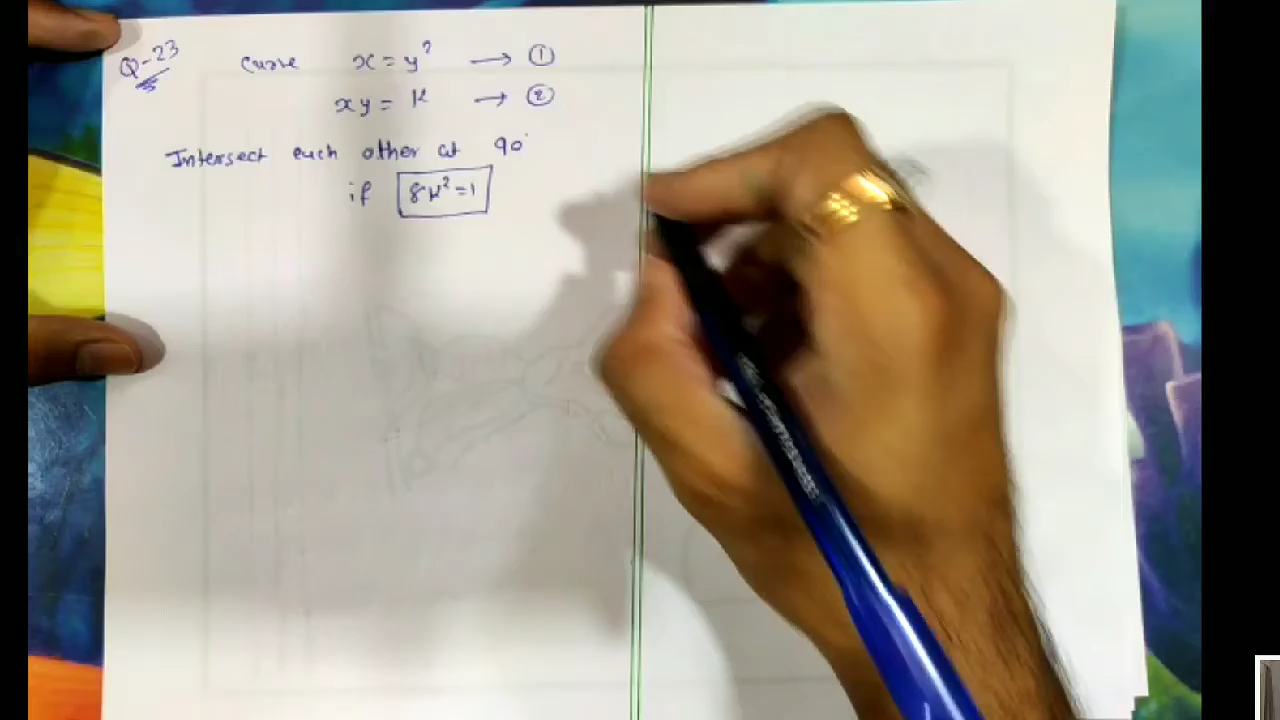 Q-23 Curve x = y² → ①
xy = k → ②
Intersect each other at 90°
if 8k² = 1